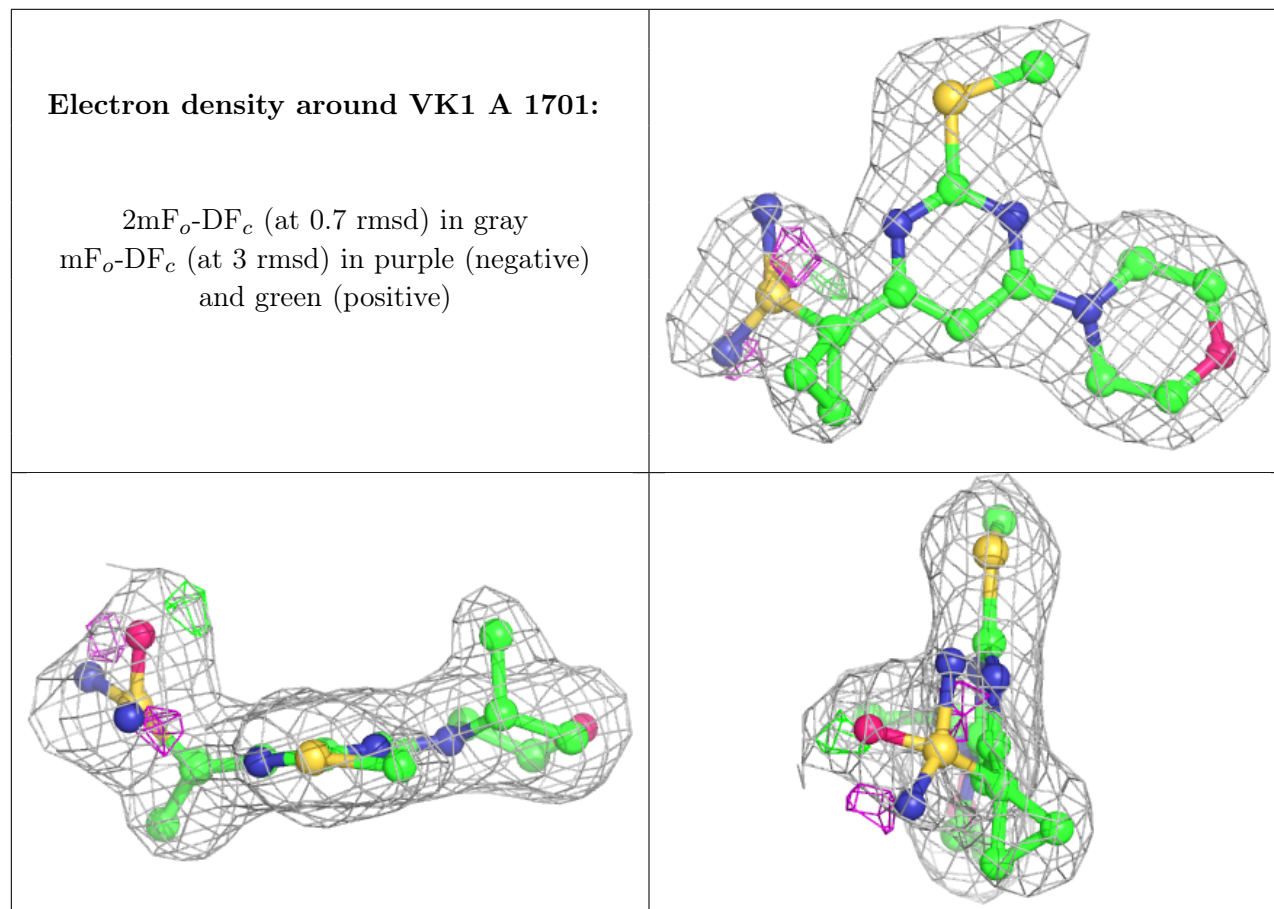 Electron density around VK1 A 1701:
2mFo-DFc (at 0.7 rmsd) in gray
mFo-DFc (at 3 rmsd) in purple (negative)
and green (positive)